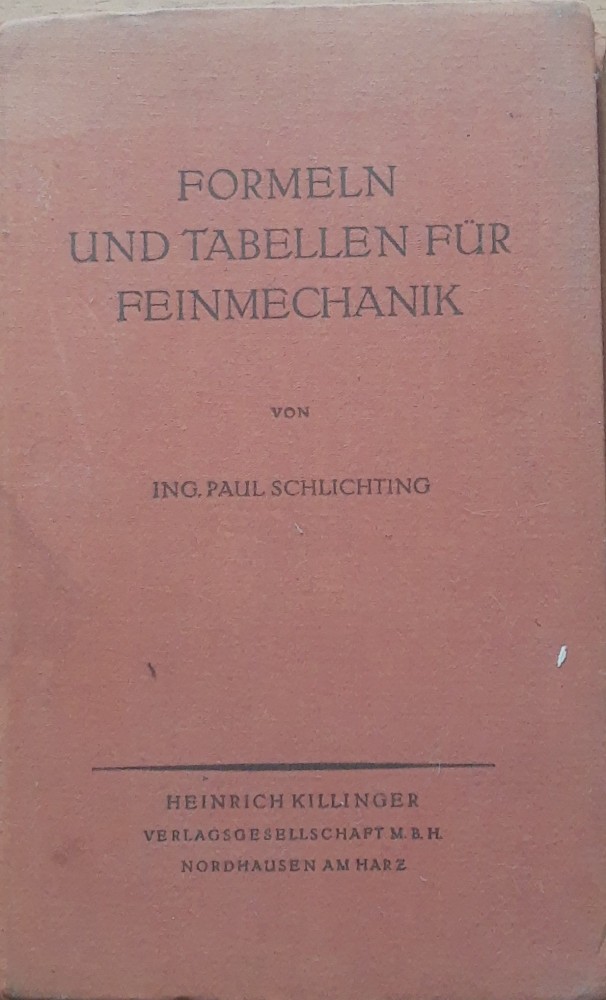 FORMELN
UND TABELLEN FÜR
FEINMECHANIK
VON
ING. PAUL SCHLICHTING
HEINRICH KILLINGER
VERLAGSGESELLSCHAFT M. B. H.
NORDHAUSEN AM HARZ